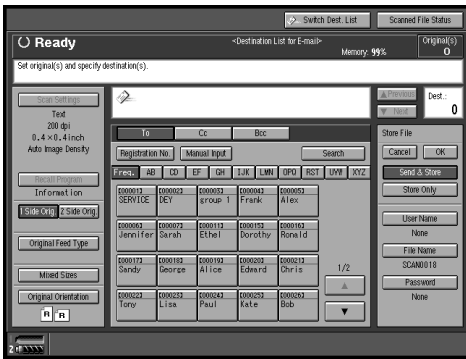 Switch Dest. List
Scanned File Status
Ready
<Destination List for E-mail>
Memory: 99%
Original(s)
0
Set original(s) and specify destination(s).
Scan Settings
Text
200 dpi
0.4×0.4inch
Auto Image Density
Recall Program
Information
1 Side Orig.
2 Side Orig.
Original Feed Type
Mixed Sizes
Original Orientation
R R
▲Previous
▼ Next
Dest.:
0
To
Cc
Bcc
Registration No.
Manual Input
Search
Freq. AB CD EF GH IJK LMN OPQ RST UVW XYZ
[00001] [00002] [00003] [00004] [00005]
SERVICE DEY group 1 Frank Alex
[00006] [00007] [00011] [00015] [00016]
Jennifer Sarah Ethel Dorothy Ronald
[00017] [00018] [00019] [00020] [00021]
Sandy George Alice Edward Chris
[00022] [00023] [00024] [00025] [00026]
Tony Lisa Paul Kate Bob
1/2
▲
▼
Store File
Cancel
OK
Send & Store
Store Only
User Name
None
File Name
SCAN0018
Password
None